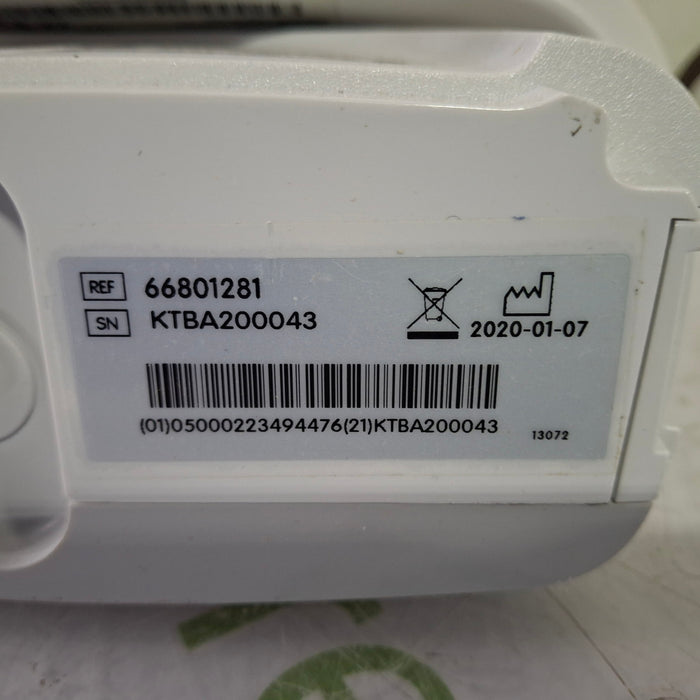 REF 66801281
SN KTBA200043
2020-01-07
(01)05000223494476(21)KTBA200043
13072